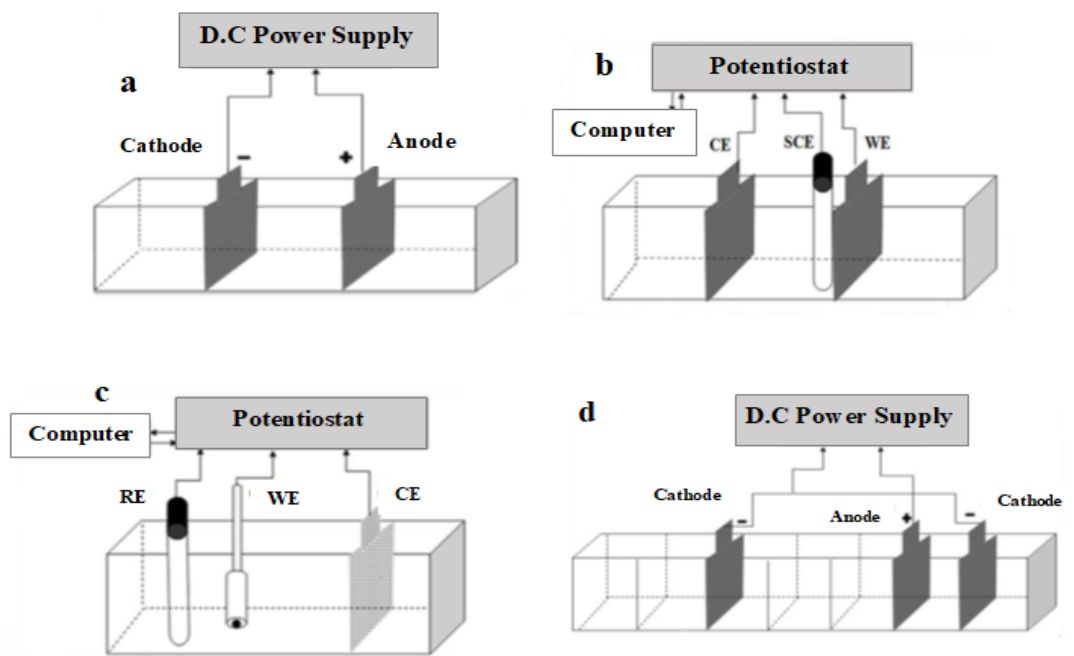 a
D.C Power Supply
Cathode
-
+
Anode
b
Potentiostat
Computer
CE
SCE
WE
c
Potentiostat
Computer
RE
WE
CE
d
D.C Power Supply
Cathode
-
Anode
+
-
Cathode